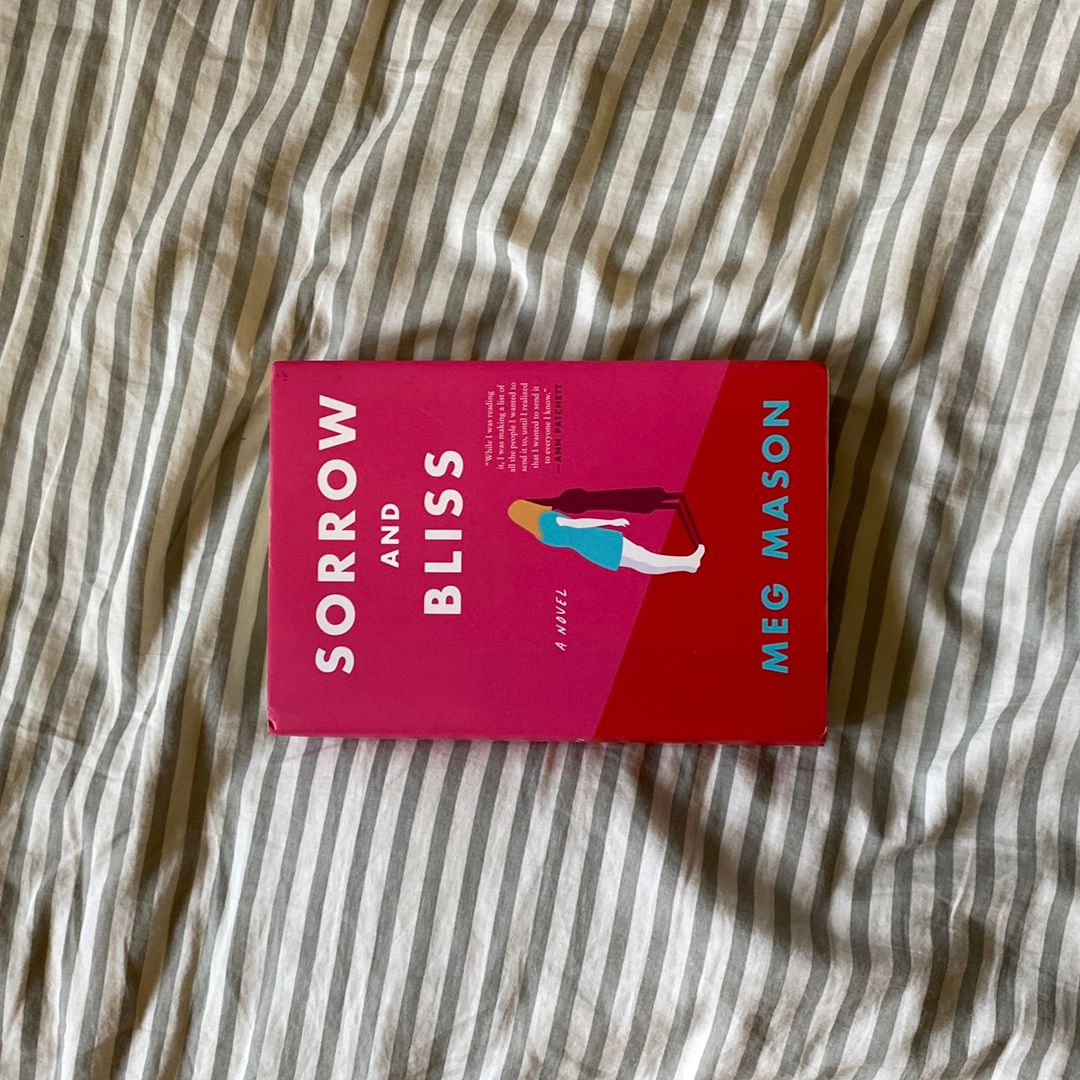 SORROW
AND
BLISS
"While I was reading
it, I was making a list of
all the people I wanted to
send it to, until I realized
that I wanted to send it
to everyone I know."
—ANN PATCHETT
A NOVEL
MEG MASON